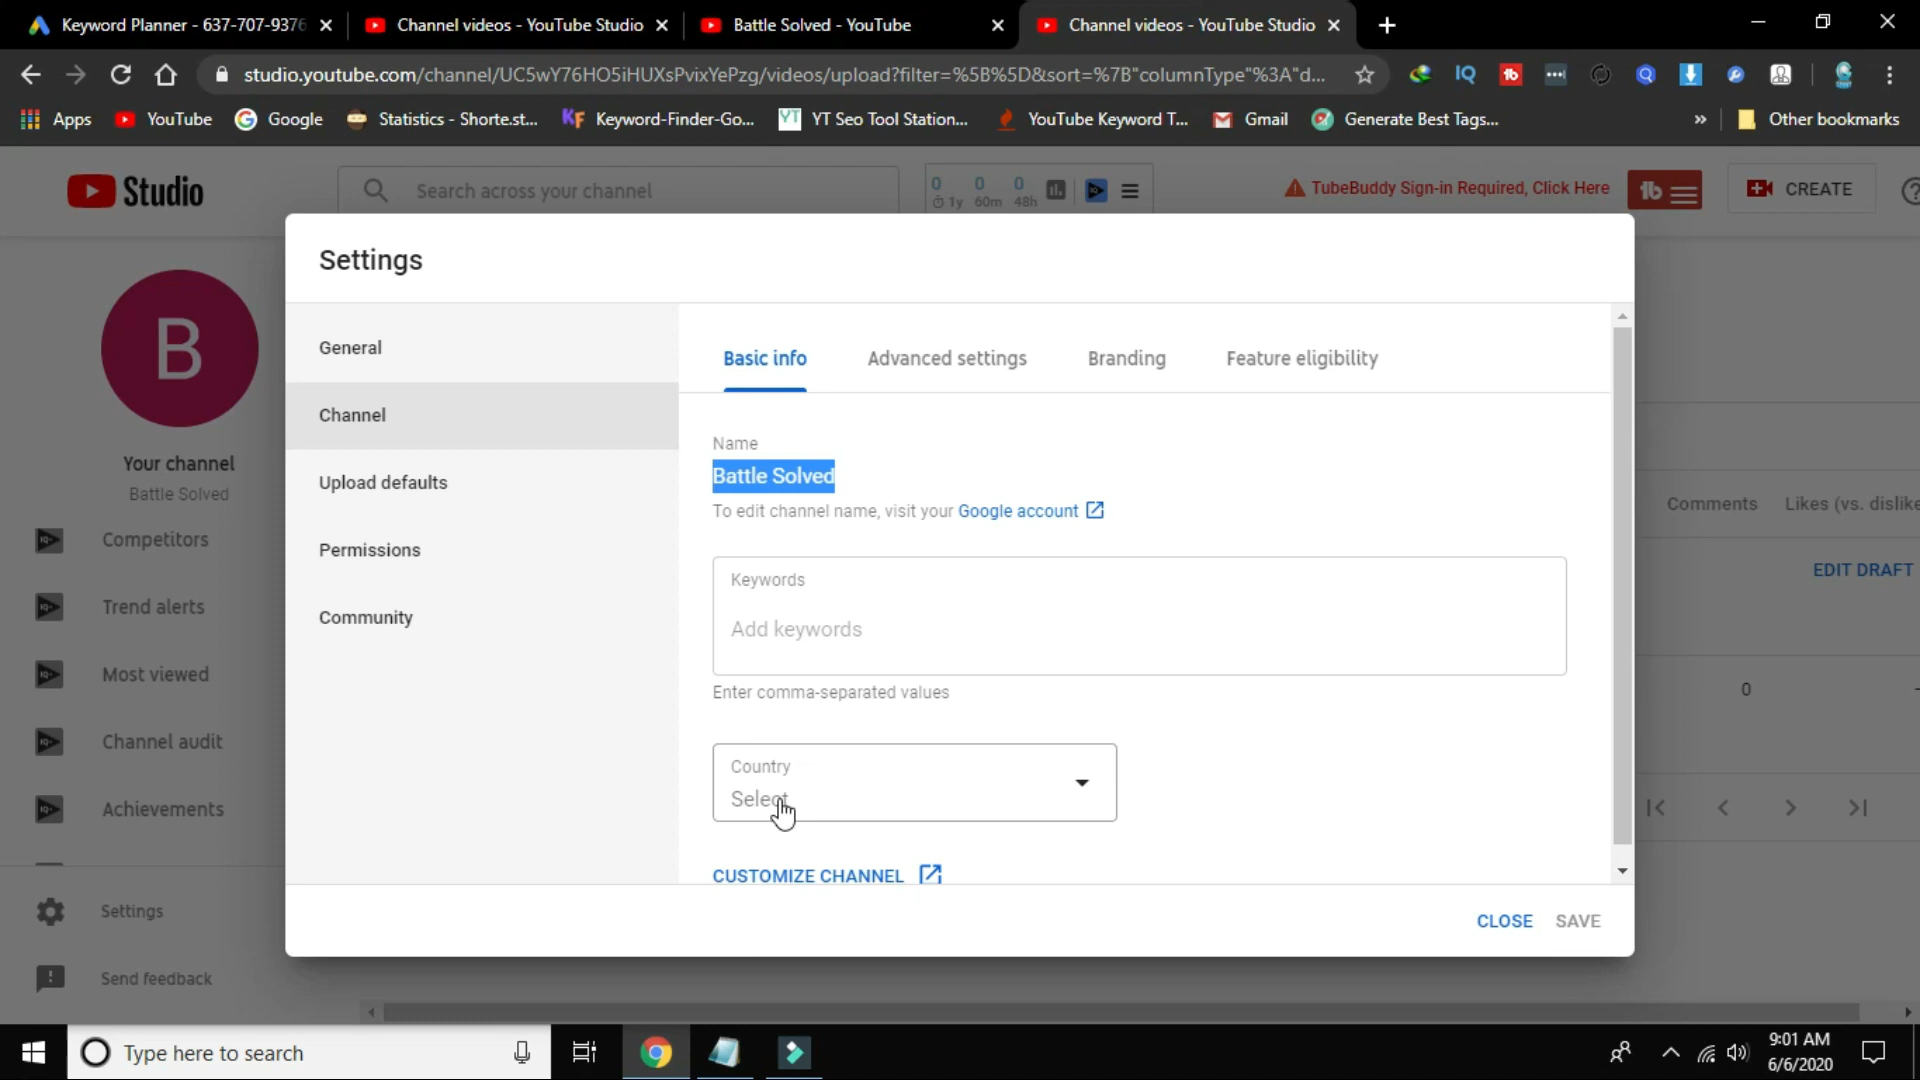 Keyword Planner - 637-707-9376
Channel videos - YouTube Studio
Battle Solved - YouTube
Channel videos - YouTube Studio
studio.youtube.com/channel/UC5wY76HO5iHUXsPvixYePzg/videos/upload?filter=%5B%5D&sort=%7B"columnType"%3A"d...
IQ
Apps
YouTube
Google
Statistics - Shorte.st...
KF
Keyword-Finder-Go...
YT
YT Seo Tool Station...
YouTube Keyword T...
Gmail
Generate Best Tags...
»
Other bookmarks
Studio
Search across your channel
0 0 0
1y 60m 48h
TubeBuddy Sign-in Required, Click Here
CREATE
Settings
B
Your channel
Battle Solved
Competitors
Trend alerts
Most viewed
Channel audit
Achievements
Settings
Send feedback
General
Channel
Upload defaults
Permissions
Community
Basic info
Advanced settings
Branding
Feature eligibility
Name
Battle Solved
To edit channel name, visit your Google account
Keywords
Add keywords
Enter comma-separated values
Country
Select
CUSTOMIZE CHANNEL
CLOSE
SAVE
Comments
Likes (vs. dislike
EDIT DRAFT
0
Type here to search
9:01 AM
6/6/2020